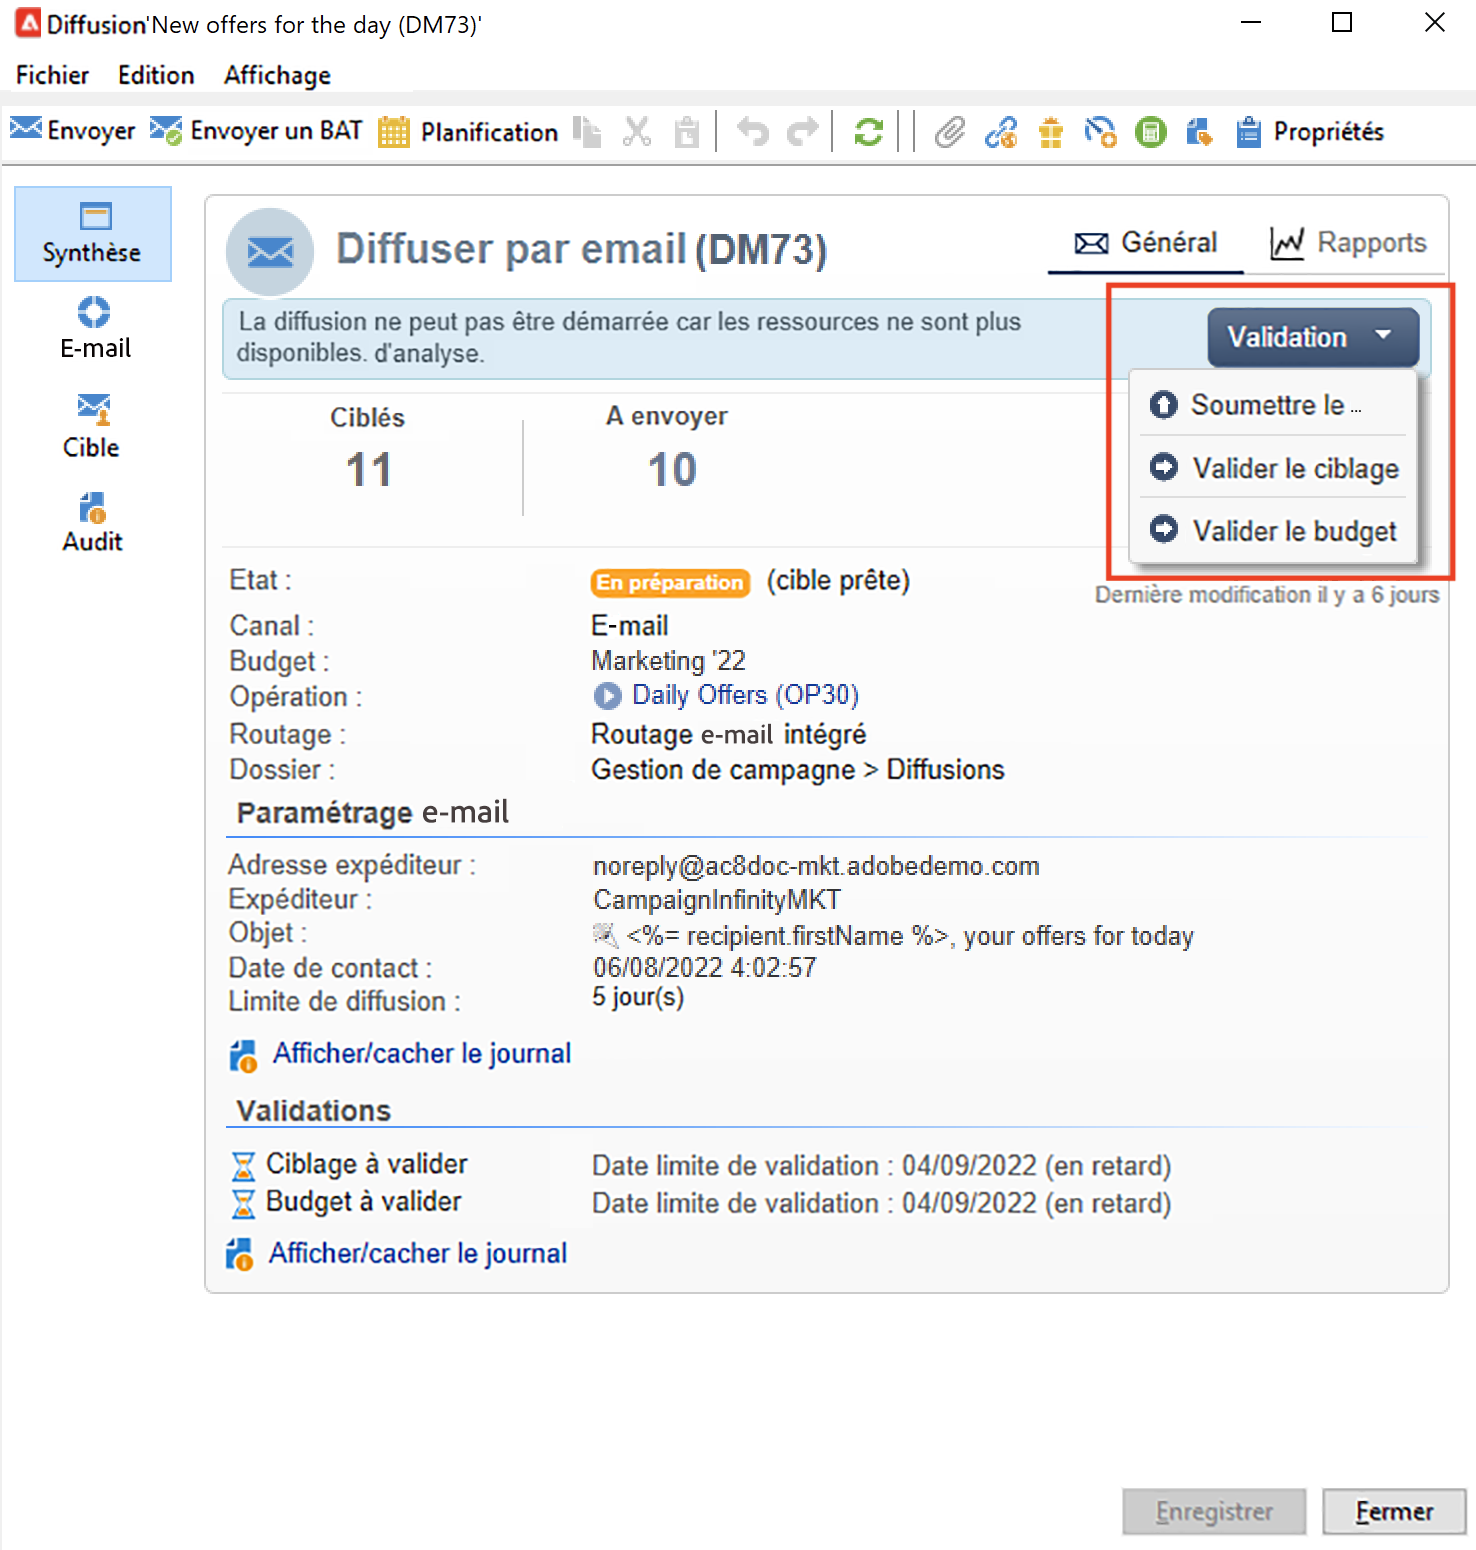 Diffusion'New offers for the day (DM73)'
Fichier Edition Affichage
Envoyer Envoyer un BAT Planification Propriétés
Synthèse
E-mail
Cible
Audit
Diffuser par email (DM73)
Général Rapports
La diffusion ne peut pas être démarrée car les ressources ne sont plus
disponibles. d'analyse.
Validation
Soumettre le ...
Valider le ciblage
Valider le budget
Ciblés A envoyer
11 10
Etat : En préparation (cible prête)
Dernière modification il y a 6 jours
Canal : E-mail
Budget : Marketing '22
Opération : Daily Offers (OP30)
Routage : Routage e-mail intégré
Dossier : Gestion de campagne > Diffusions
Paramétrage e-mail
Adresse expéditeur : noreply@ac8doc-mkt.adobedemo.com
Expéditeur : CampaignInfinityMKT
Objet : <%= recipient.firstName %>, your offers for today
Date de contact : 06/08/2022 4:02:57
Limite de diffusion : 5 jour(s)
Afficher/cacher le journal
Validations
Ciblage à valider Date limite de validation : 04/09/2022 (en retard)
Budget à valider Date limite de validation : 04/09/2022 (en retard)
Afficher/cacher le journal
Enregistrer Fermer